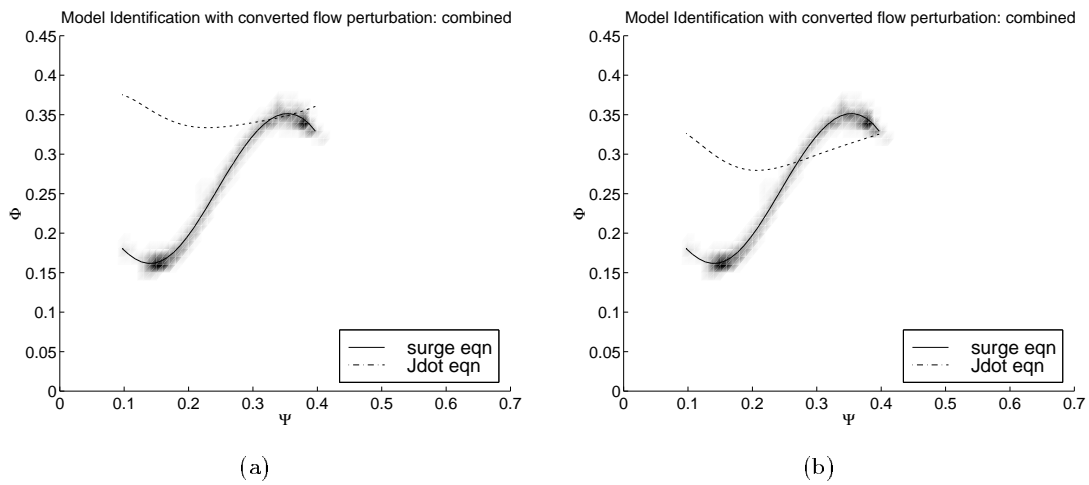 Model Identification with converted flow perturbation: combined
0.45
0.4
0.35
0.3
0.25
0.2
0.15
0.1
0.05
0
Φ
surge eqn
Jdot eqn
0 0.1 0.2 0.3 0.4 0.5 0.6 0.7
Ψ
(a)
Model Identification with converted flow perturbation: combined
0.45
0.4
0.35
0.3
0.25
0.2
0.15
0.1
0.05
0
Φ
surge eqn
Jdot eqn
0 0.1 0.2 0.3 0.4 0.5 0.6 0.7
Ψ
(b)